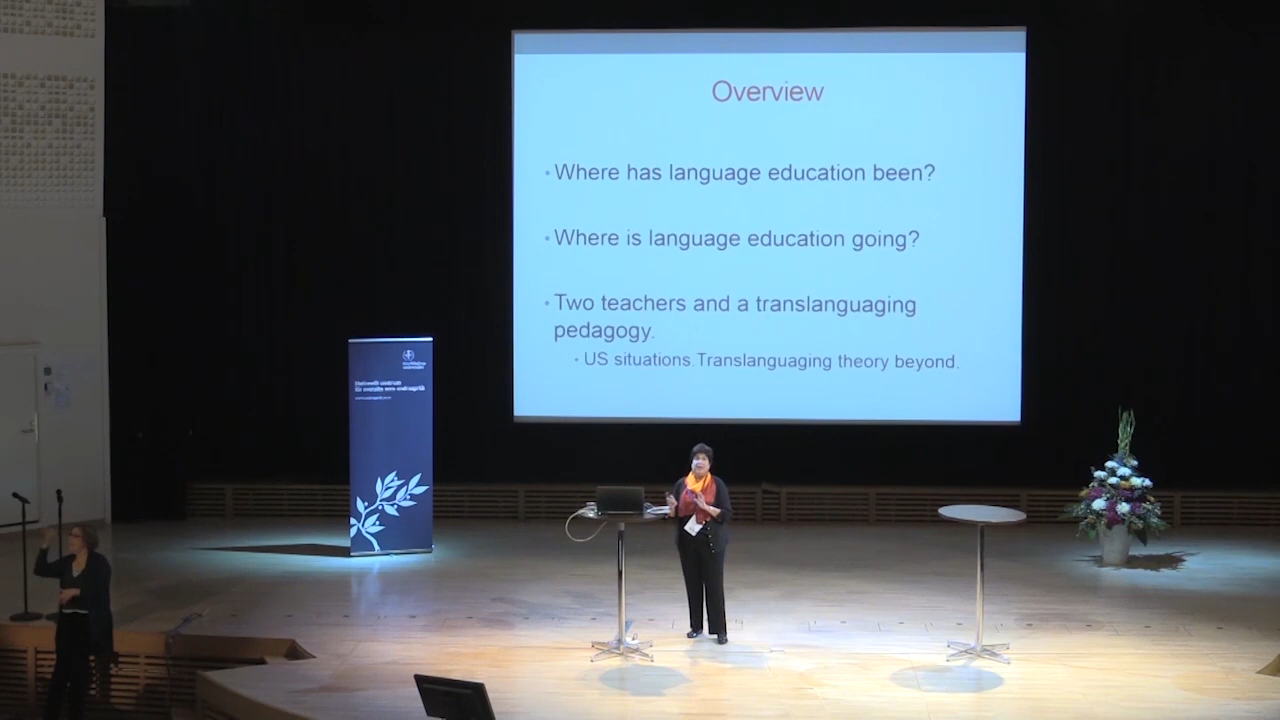 Overview
• Where has language education been?
• Where is language education going?
• Two teachers and a translanguaging
pedagogy.
• US situations. Translanguaging theory beyond.